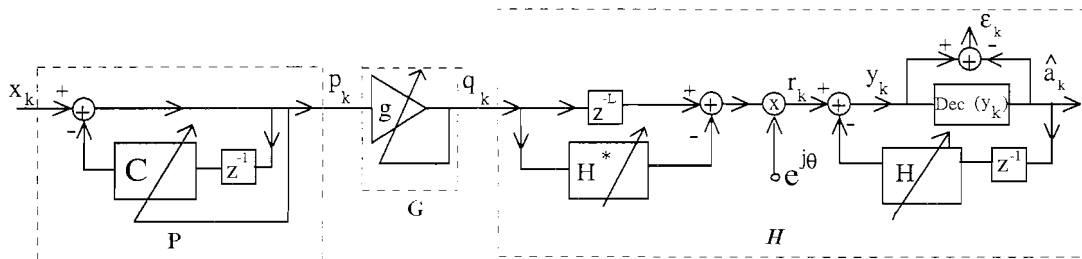 ε_k
x_k + p_k q_k + r_k + y_k + - â_k
g z^{-L} x Dec (y_k)
- - -
C z^{-1} H^* e^{jθ} H z^{-1}
P G H